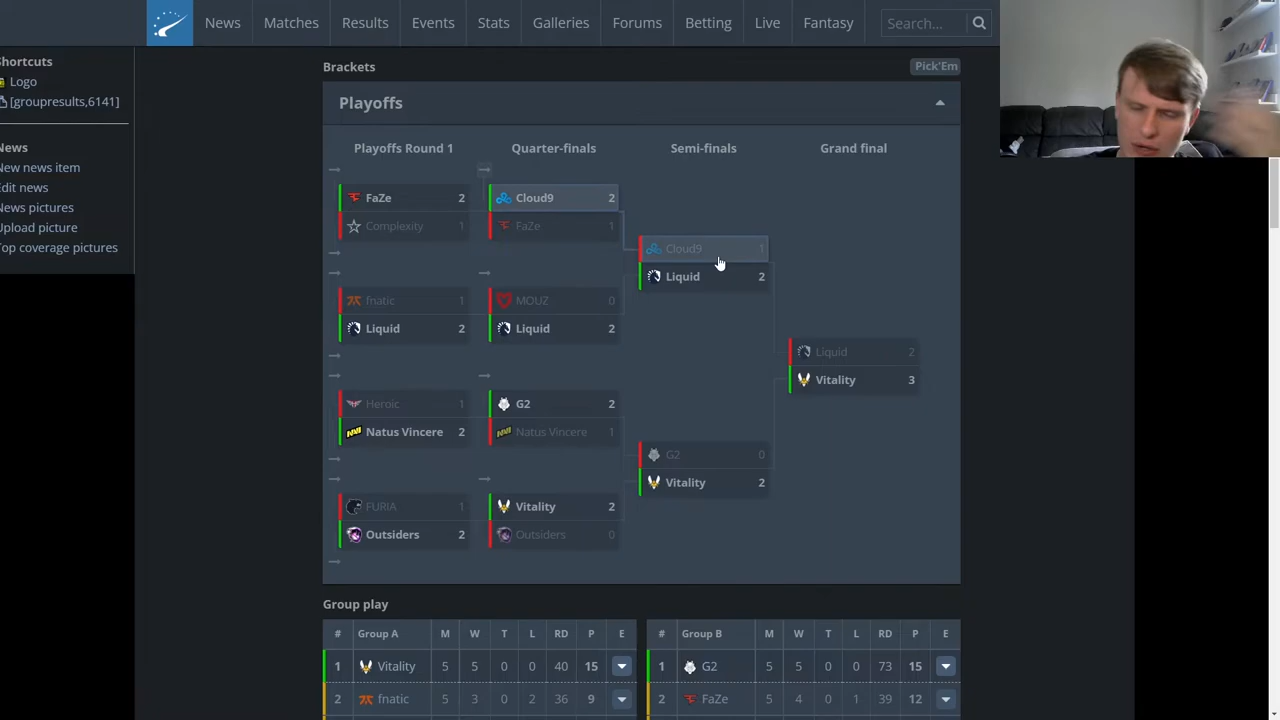 News Matches Results Events Stats Galleries Forums Betting Live Fantasy Search...
Shortcuts
Logo
[groupresults,6141]
News
New news item
Edit news
News pictures
Upload picture
Top coverage pictures
Brackets Pick'Em
Playoffs
Playoffs Round 1 Quarter-finals Semi-finals Grand final
FaZe 2 Cloud9 2
Complexity 1 FaZe 1
Cloud9 1
Liquid 2
fnatic 1 MOUZ 0
Liquid 2 Liquid 2
Liquid 2
Vitality 3
Heroic 1 G2 2
Natus Vincere 2 Natus Vincere 1
G2 0
Vitality 2
FURIA 1 Vitality 2
Outsiders 2 Outsiders 0
Group play
# Group A M W T L RD P E
1 Vitality 5 5 0 0 40 15
2 fnatic 5 3 0 2 36 9
# Group B M W T L RD P E
1 G2 5 5 0 0 73 15
2 FaZe 5 4 0 1 39 12